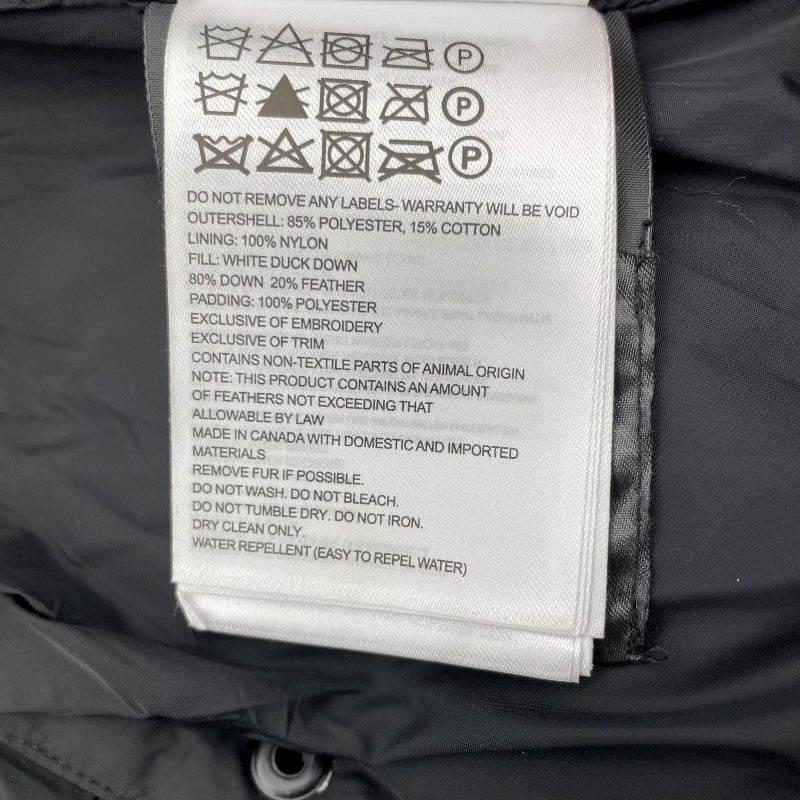 P
P
P
DO NOT REMOVE ANY LABELS- WARRANTY WILL BE VOID
OUTERSHELL: 85% POLYESTER, 15% COTTON
LINING: 100% NYLON
FILL: WHITE DUCK DOWN
80% DOWN 20% FEATHER
PADDING: 100% POLYESTER
EXCLUSIVE OF EMBROIDERY
EXCLUSIVE OF TRIM
CONTAINS NON-TEXTILE PARTS OF ANIMAL ORIGIN
NOTE: THIS PRODUCT CONTAINS AN AMOUNT
OF FEATHERS NOT EXCEEDING THAT
ALLOWABLE BY LAW
MADE IN CANADA WITH DOMESTIC AND IMPORTED
MATERIALS
REMOVE FUR IF POSSIBLE.
DO NOT WASH. DO NOT BLEACH.
DO NOT TUMBLE DRY. DO NOT IRON.
DRY CLEAN ONLY.
WATER REPELLENT (EASY TO REPEL WATER)